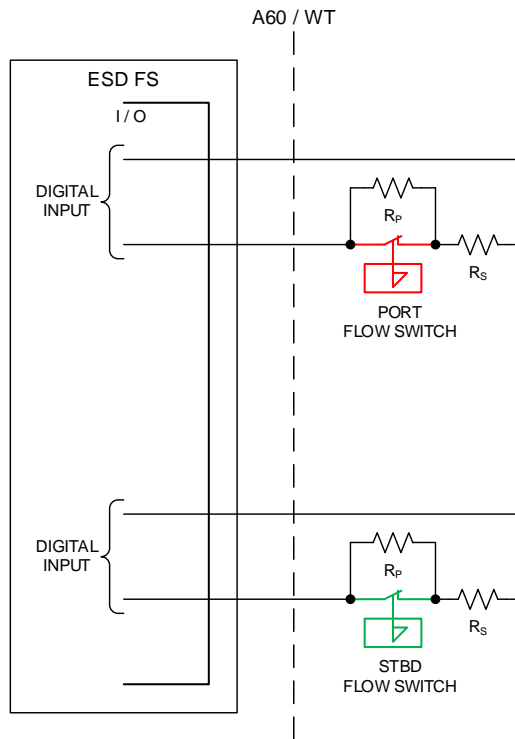 A60 / WT
ESD FS
I / O
DIGITAL
INPUT
RP
RS
PORT
FLOW SWITCH
DIGITAL
INPUT
RP
RS
STBD
FLOW SWITCH